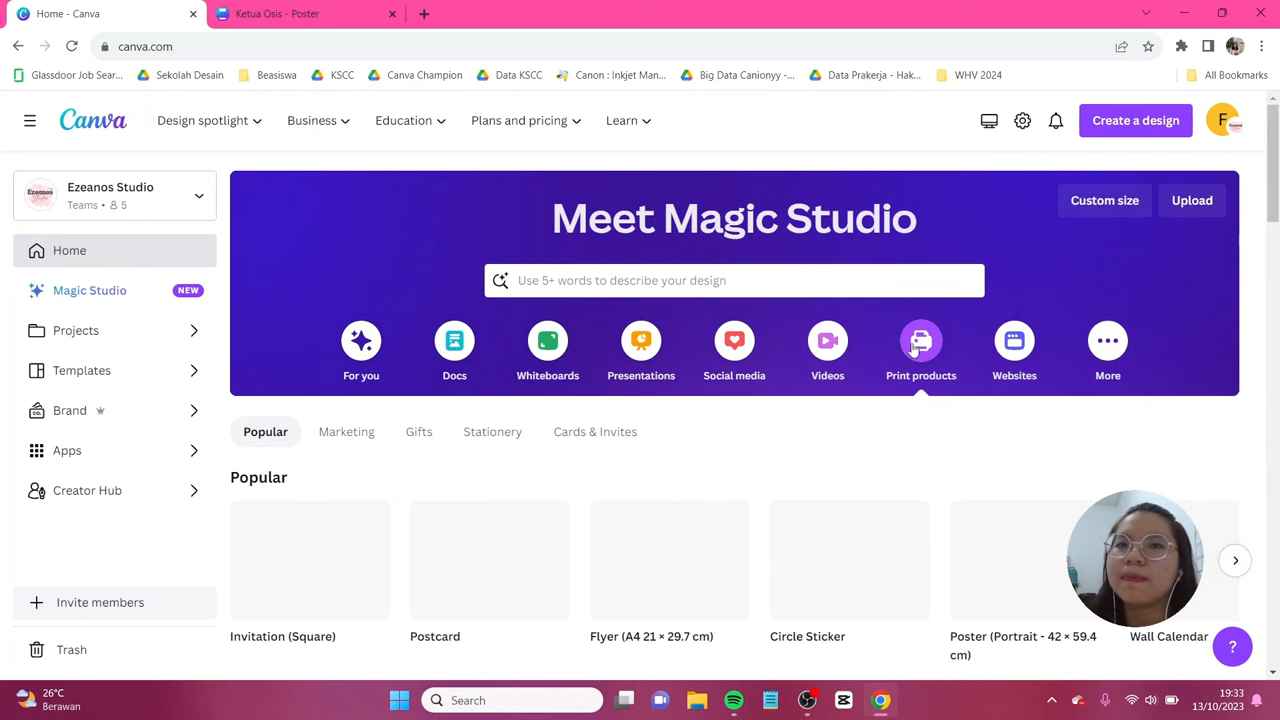 Home - Canva
Ketua Osis - Poster
canva.com
Glassdoor Job Sear...
Sekolah Desain
Beasiswa
KSCC
Canva Champion
Data KSCC
Canon : Inkjet Man...
Big Data Canionyy -...
Data Prakerja - Hak...
WHV 2024
All Bookmarks
Canva
Design spotlight
Business
Education
Plans and pricing
Learn
Create a design
F
Ezeanos Studio
Teams • 5
Home
Magic Studio NEW
Projects
Templates
Brand
Apps
Creator Hub
Invite members
Trash
Meet Magic Studio
Custom size
Upload
Use 5+ words to describe your design
For you
Docs
Whiteboards
Presentations
Social media
Videos
Print products
Websites
More
Popular
Marketing
Gifts
Stationery
Cards & Invites
Popular
Invitation (Square)
Postcard
Flyer (A4 21 × 29.7 cm)
Circle Sticker
Poster (Portrait - 42 × 59.4
cm)
Wall Calendar
?
26°C
Berawan
Search
19:33
13/10/2023